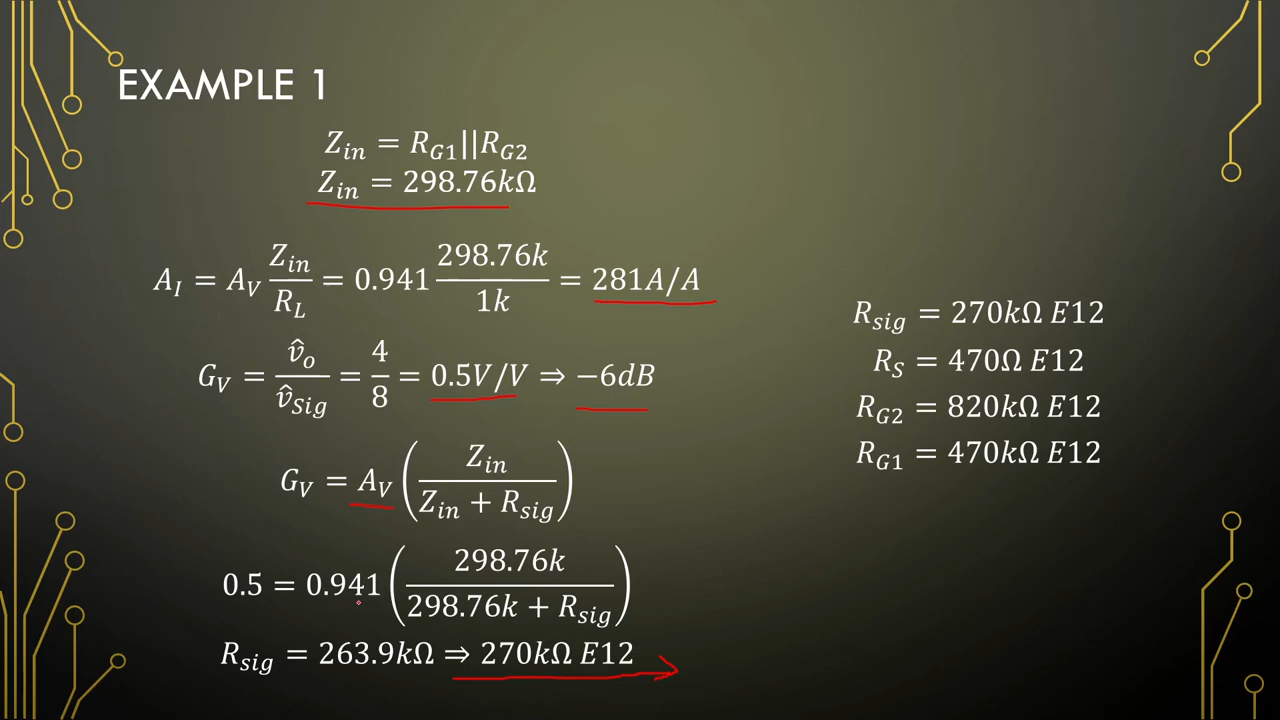 EXAMPLE 1
Z_in = R_G1||R_G2
Z_in = 298.76kΩ
A_I = A_V Z_in/R_L = 0.941 298.76k/1k = 281A/A
G_V = v̂_o/v̂_Sig = 4/8 = 0.5V/V ⇒ −6dB
G_V = A_V (Z_in/(Z_in + R_sig))
0.5 = 0.941 (298.76k/(298.76k + R_sig))
R_sig = 263.9kΩ ⇒ 270kΩ E12
R_sig = 270kΩ E12
R_S = 470Ω E12
R_G2 = 820kΩ E12
R_G1 = 470kΩ E12